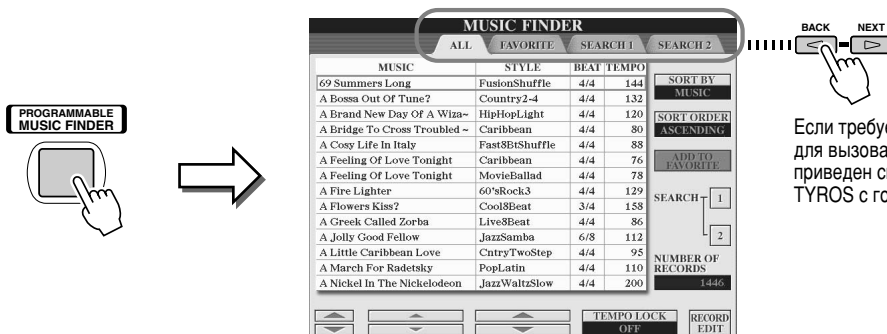 PROGRAMMABLE
MUSIC FINDER
MUSIC FINDER
ALL FAVORITE SEARCH 1 SEARCH 2
MUSIC STYLE BEAT TEMPO
69 Summers Long FusionShuffle 4/4 144
A Bossa Out Of Tune? Country2-4 4/4 132
A Brand New Day Of A Wiza~ HipHopLight 4/4 120
A Bridge To Cross Troubled ~ Caribbean 4/4 80
A Cosy Life In Italy Fast8BtShuffle 4/4 88
A Feeling Of Love Tonight Caribbean 4/4 76
A Feeling Of Love Tonight MovieBallad 4/4 78
A Fire Lighter 60'sRock3 4/4 129
A Flowers Kiss? Cool8Beat 3/4 158
A Greek Called Zorba Live8Beat 4/4 86
A Jolly Good Fellow JazzSamba 6/8 112
A Little Caribbean Love CntryTwoStep 4/4 95
A March For Radetsky PopLatin 4/4 110
A Nickel In The Nickelodeon JazzWaltzSlow 4/4 200
SORT BY
MUSIC
SORT ORDER
ASCENDING
ADD TO
FAVORITE
SEARCH 1
2
NUMBER OF
RECORDS
1446
TEMPO LOCK
OFF
RECORD
EDIT
BACK NEXT
Если требуе
для вызова
приведен с
TYROS с го